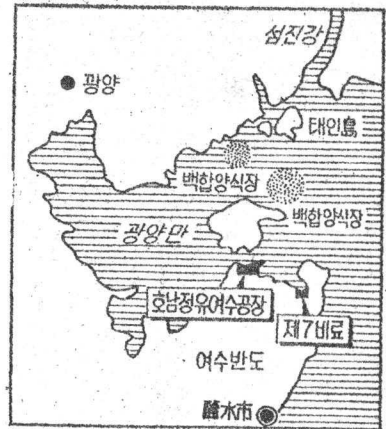 섬진강
광양
태인島
백합양식장
백합양식장
광양만
호남정유여수공장
제7비료
여수반도
麗水市